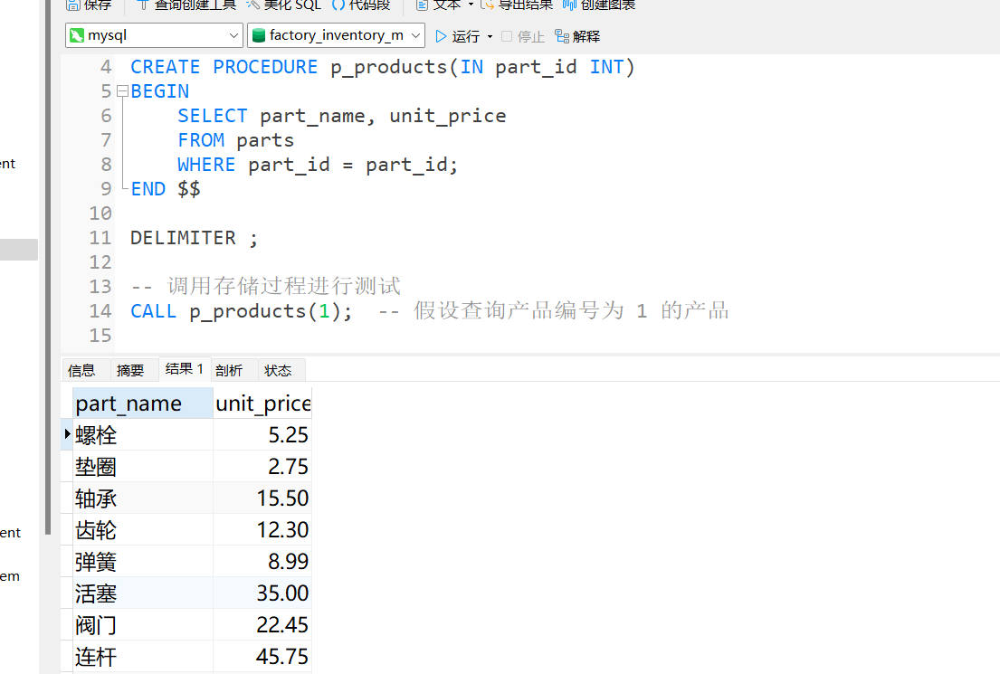 保存 查询创建工具 美化 SQL () 代码段 文本 导出结果 创建图表
mysql factory_inventory_m 运行 停止 解释
4 CREATE PROCEDURE p_products(IN part_id INT)
5 BEGIN
6 SELECT part_name, unit_price
7 FROM parts
8 WHERE part_id = part_id;
9 END $$
10
11 DELIMITER ;
12
13 -- 调用存储过程进行测试
14 CALL p_products(1); -- 假设查询产品编号为 1 的产品
15
ent
ent
em
信息 摘要 结果 1 剖析 状态
part_name unit_price
螺栓 5.25
垫圈 2.75
轴承 15.50
齿轮 12.30
弹簧 8.99
活塞 35.00
阀门 22.45
连杆 45.75